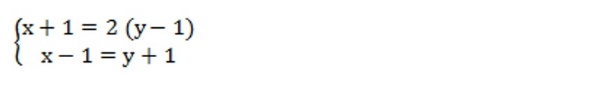 x + 1 = 2 (y – 1)
x – 1 = y + 1